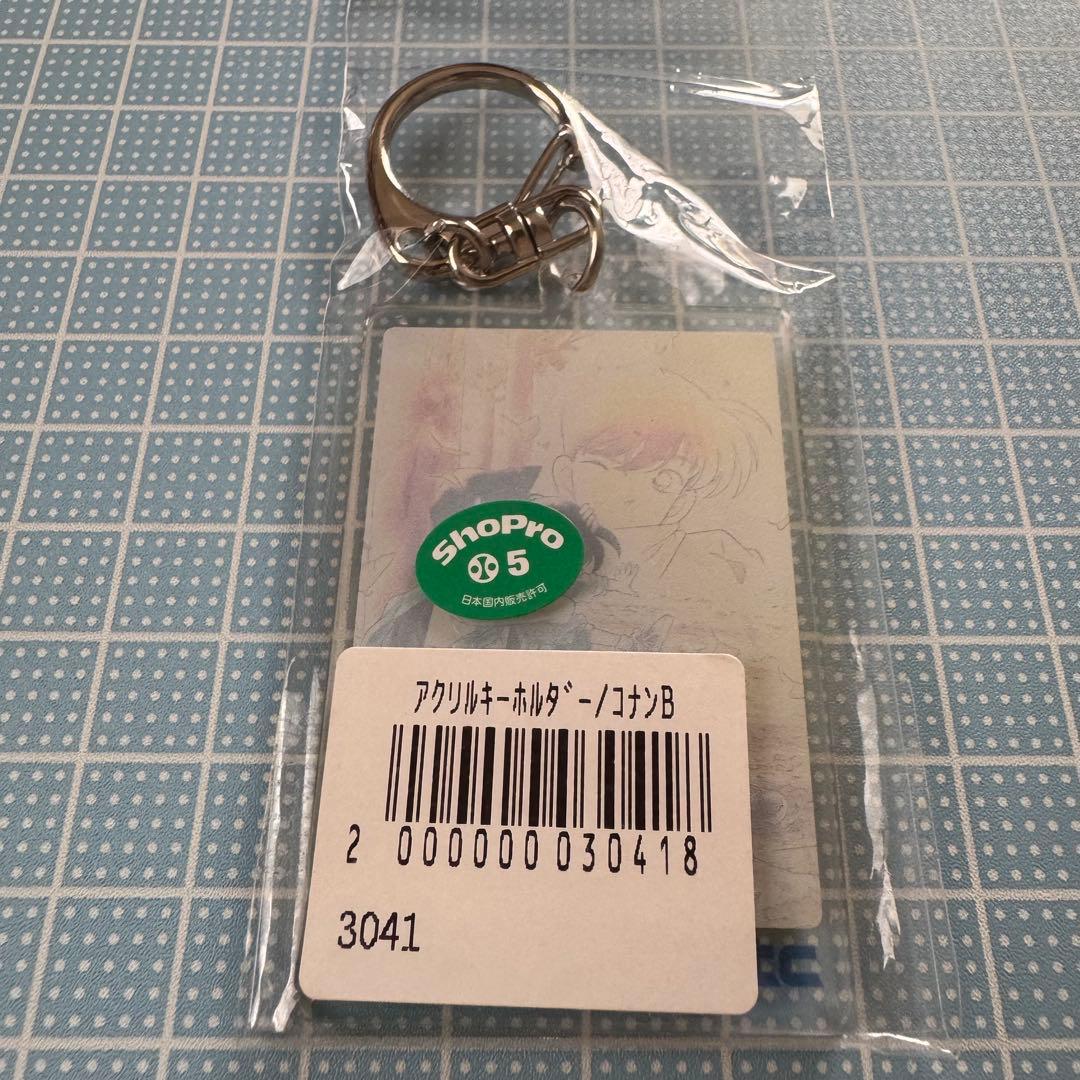 ShoPro
5
日本国内販売許可
アクリルキーホルダー/コナンB
2 000000 030418
3041